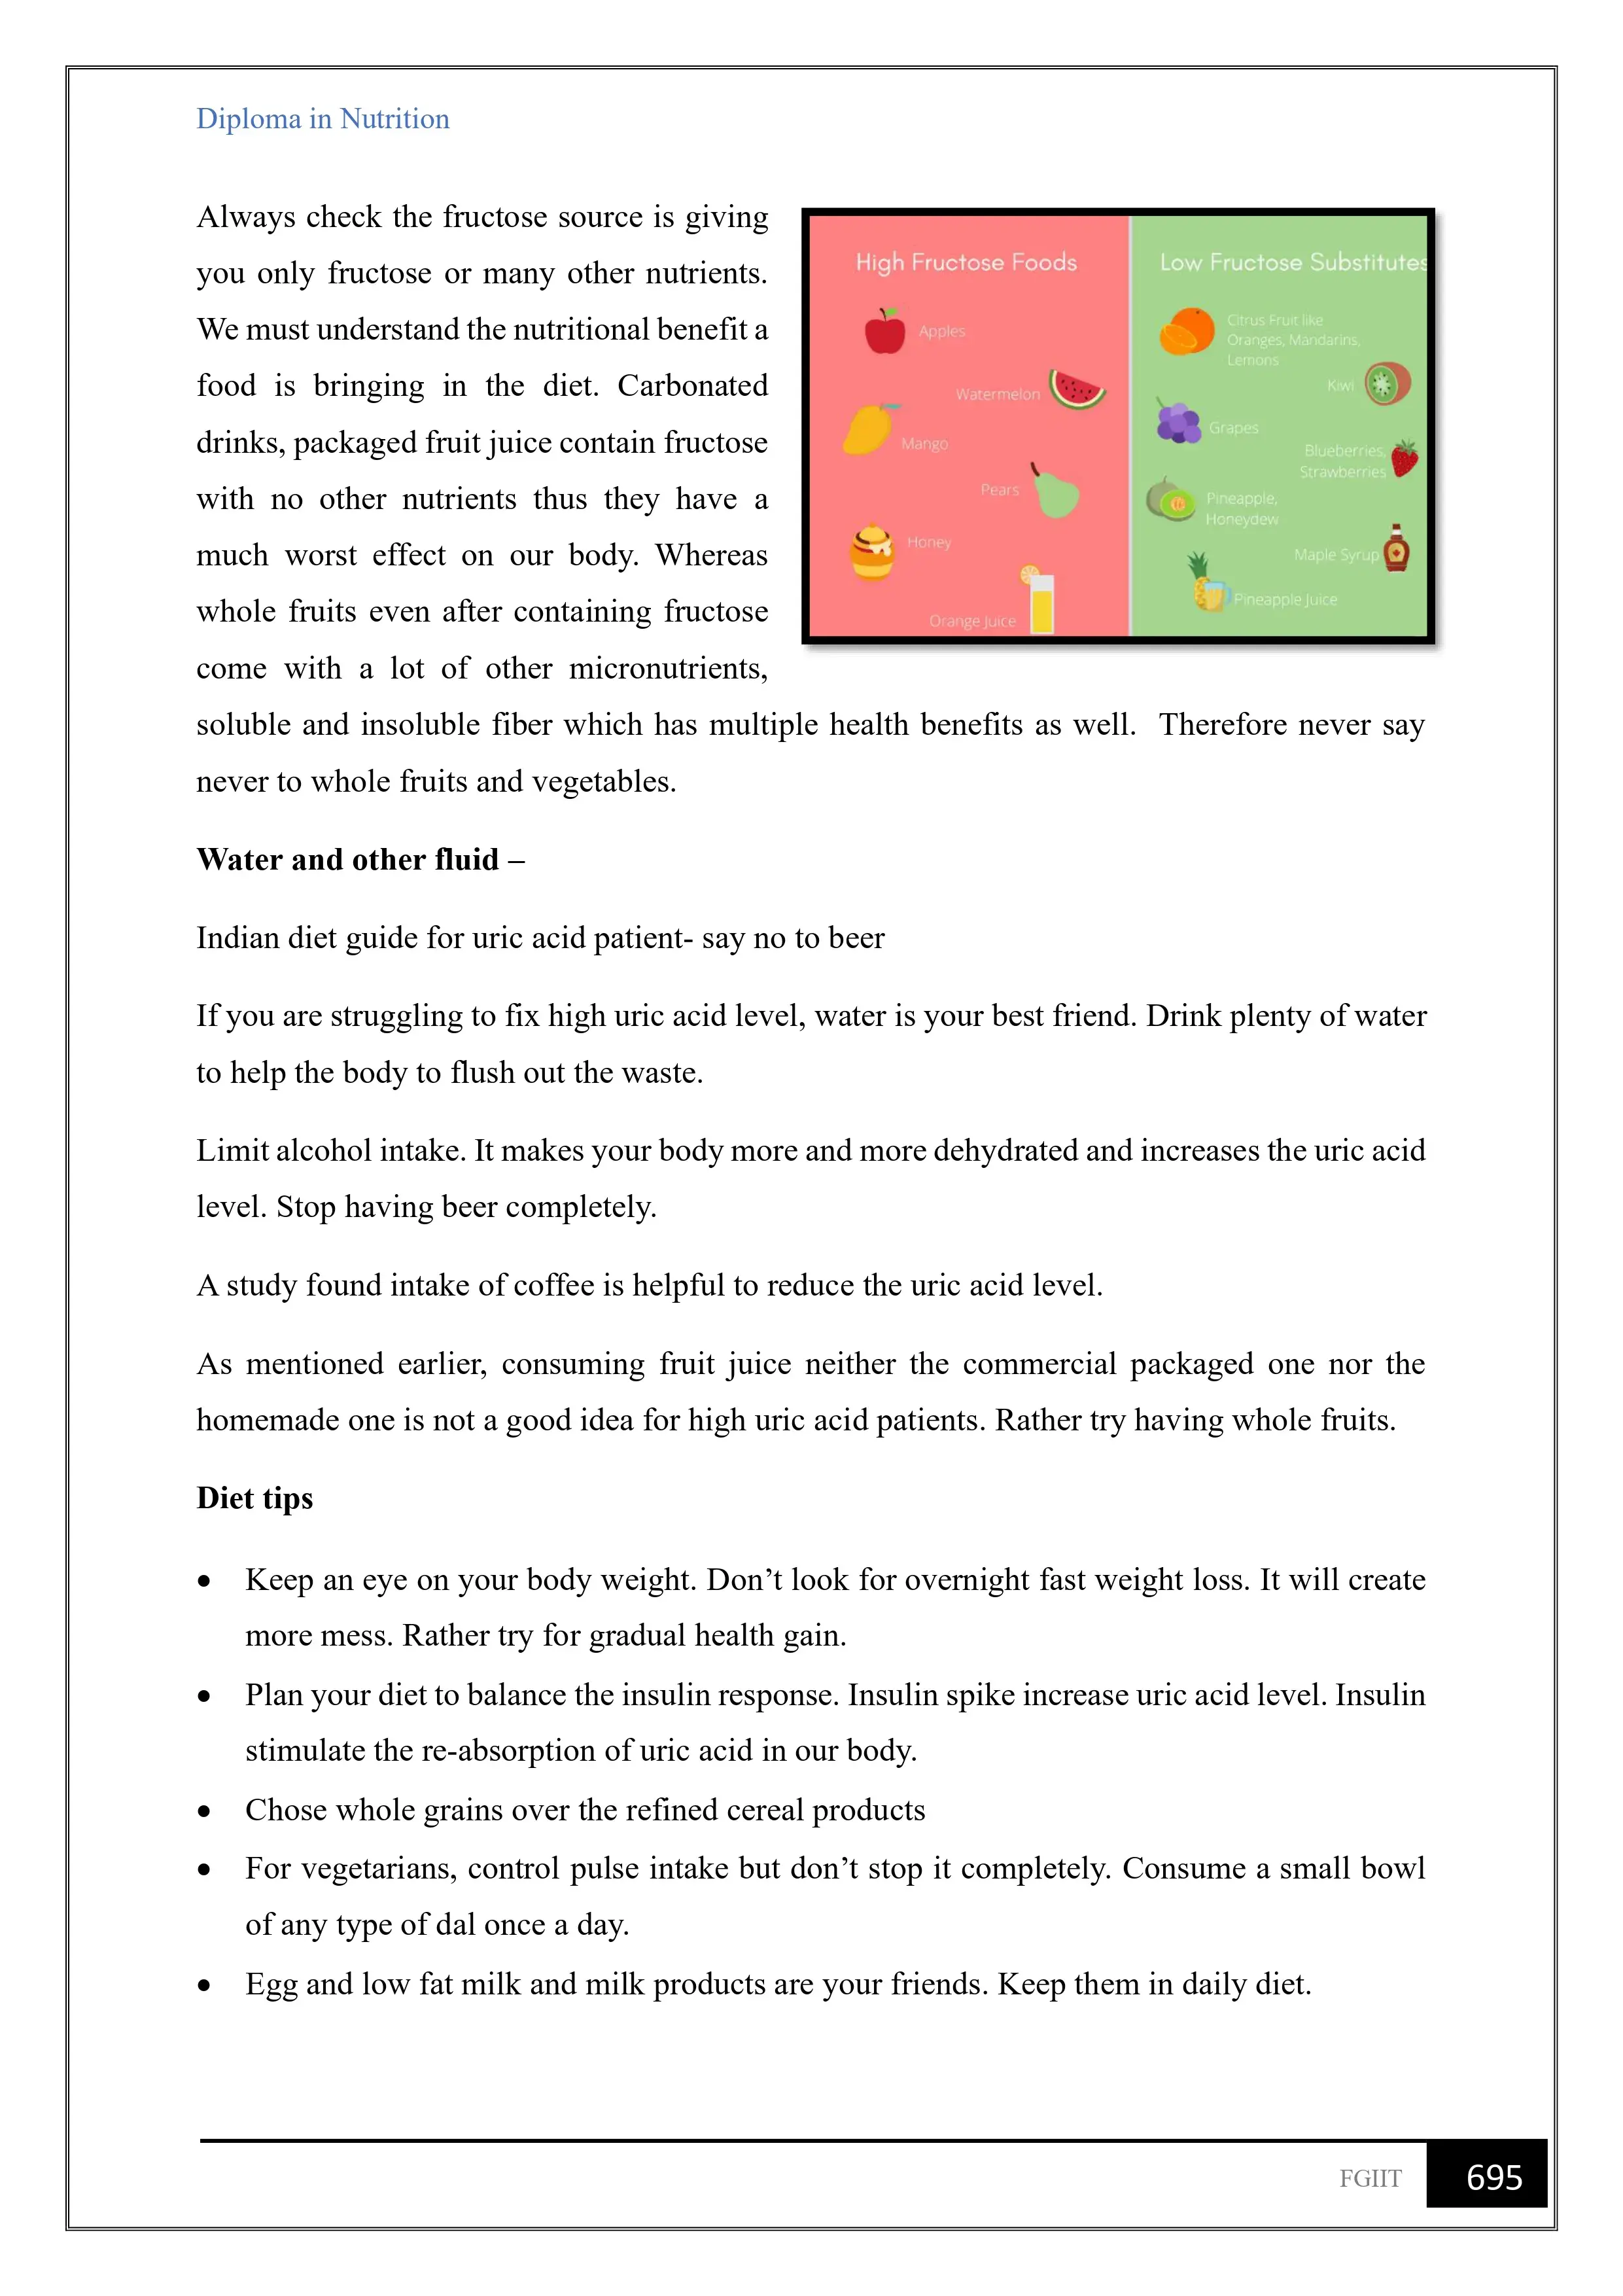 Diploma in Nutrition
Always check the fructose source is giving
you only fructose or many other nutrients.
We must understand the nutritional benefit a
food is bringing in the diet. Carbonated
drinks, packaged fruit juice contain fructose
with no other nutrients thus they have a
much worst effect on our body. Whereas
whole fruits even after containing fructose
come with a lot of other micronutrients,
soluble and insoluble fiber which has multiple health benefits as well. Therefore never say
never to whole fruits and vegetables.
High Fructose Foods
Apples
Watermelon
Mango
Pears
Honey
Orange Juice
Low Fructose Substitutes
Citrus Fruit like
Oranges, Mandarins,
Lemons
Kiwi
Grapes
Blueberries,
Strawberries
Pineapple,
Honeydew
Maple Syrup
Pineapple Juice
Water and other fluid –
Indian diet guide for uric acid patient- say no to beer
If you are struggling to fix high uric acid level, water is your best friend. Drink plenty of water
to help the body to flush out the waste.
Limit alcohol intake. It makes your body more and more dehydrated and increases the uric acid
level. Stop having beer completely.
A study found intake of coffee is helpful to reduce the uric acid level.
As mentioned earlier, consuming fruit juice neither the commercial packaged one nor the
homemade one is not a good idea for high uric acid patients. Rather try having whole fruits.
Diet tips
• Keep an eye on your body weight. Don’t look for overnight fast weight loss. It will create
more mess. Rather try for gradual health gain.
• Plan your diet to balance the insulin response. Insulin spike increase uric acid level. Insulin
stimulate the re-absorption of uric acid in our body.
• Chose whole grains over the refined cereal products
• For vegetarians, control pulse intake but don’t stop it completely. Consume a small bowl
of any type of dal once a day.
• Egg and low fat milk and milk products are your friends. Keep them in daily diet.
FGIIT
695